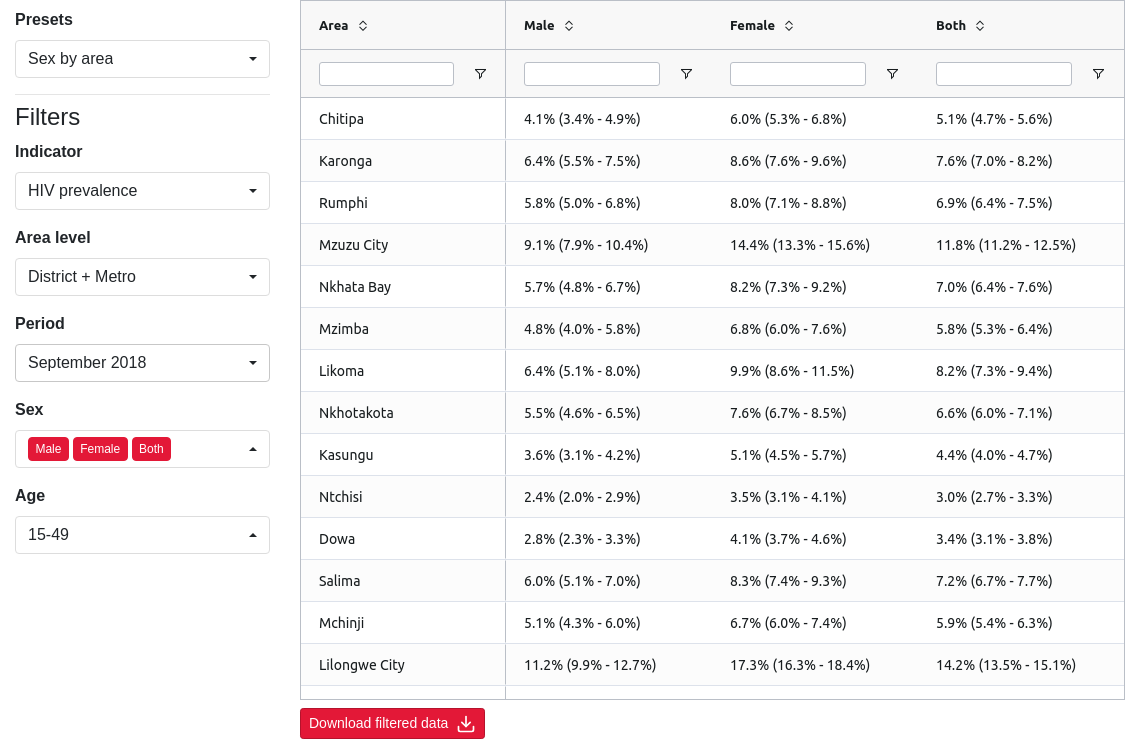 Presets
Sex by area
Filters
Indicator
HIV prevalence
Area level
District + Metro
Period
September 2018
Sex
Male Female Both
Age
15-49
Area Male Female Both
Chitipa 4.1% (3.4% - 4.9%) 6.0% (5.3% - 6.8%) 5.1% (4.7% - 5.6%)
Karonga 6.4% (5.5% - 7.5%) 8.6% (7.6% - 9.6%) 7.6% (7.0% - 8.2%)
Rumphi 5.8% (5.0% - 6.8%) 8.0% (7.1% - 8.8%) 6.9% (6.4% - 7.5%)
Mzuzu City 9.1% (7.9% - 10.4%) 14.4% (13.3% - 15.6%) 11.8% (11.2% - 12.5%)
Nkhata Bay 5.7% (4.8% - 6.7%) 8.2% (7.3% - 9.2%) 7.0% (6.4% - 7.6%)
Mzimba 4.8% (4.0% - 5.8%) 6.8% (6.0% - 7.6%) 5.8% (5.3% - 6.4%)
Likoma 6.4% (5.1% - 8.0%) 9.9% (8.6% - 11.5%) 8.2% (7.3% - 9.4%)
Nkhotakota 5.5% (4.6% - 6.5%) 7.6% (6.7% - 8.5%) 6.6% (6.0% - 7.1%)
Kasungu 3.6% (3.1% - 4.2%) 5.1% (4.5% - 5.7%) 4.4% (4.0% - 4.7%)
Ntchisi 2.4% (2.0% - 2.9%) 3.5% (3.1% - 4.1%) 3.0% (2.7% - 3.3%)
Dowa 2.8% (2.3% - 3.3%) 4.1% (3.7% - 4.6%) 3.4% (3.1% - 3.8%)
Salima 6.0% (5.1% - 7.0%) 8.3% (7.4% - 9.3%) 7.2% (6.7% - 7.7%)
Mchinji 5.1% (4.3% - 6.0%) 6.7% (6.0% - 7.4%) 5.9% (5.4% - 6.3%)
Lilongwe City 11.2% (9.9% - 12.7%) 17.3% (16.3% - 18.4%) 14.2% (13.5% - 15.1%)
Download filtered data